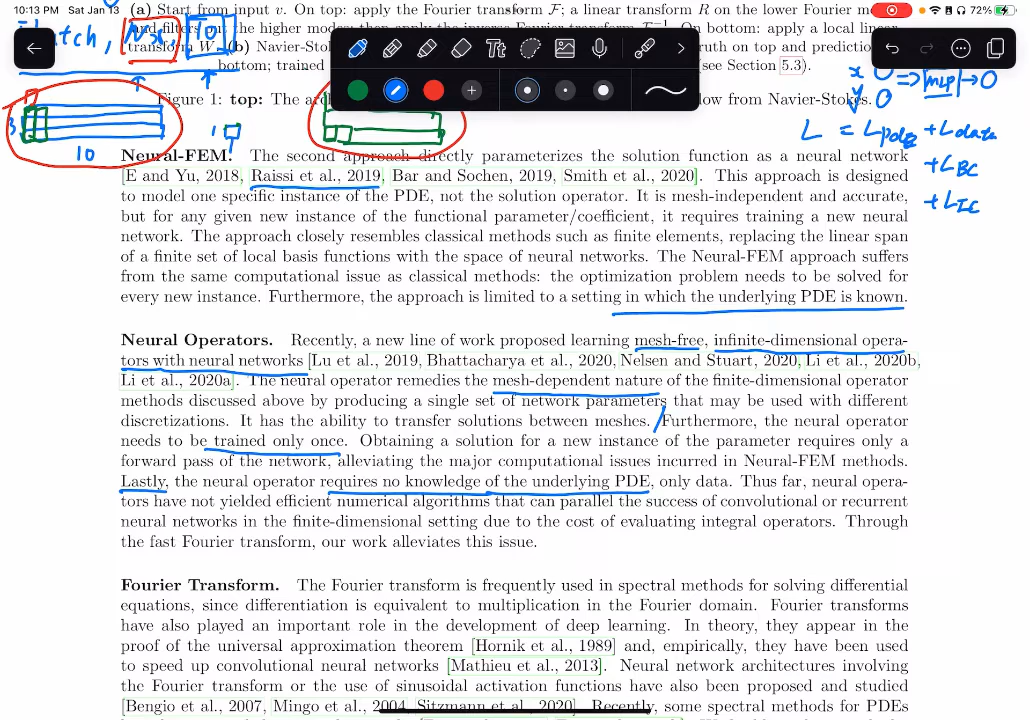 10:13 PM Sat Jan 13
72%
(a) Start from input v. On top: apply the Fourier transform F; a linear transform R on the lower Fourier m
On bottom: apply a local linear
transform W. (b) Navier-Stok
ruth on top and predictio
bottom; trained
(see Section 5.3).
Tt
Figure 1: top: The arc
low from Navier-Stokes.
x 0 => mlp → 0
y 0
L = Lpde + Ldata
+ LBC
+ LIC
3
10
1
Neural-FEM. The second approach directly parameterizes the solution function as a neural network
[E and Yu, 2018, Raissi et al., 2019, Bar and Sochen, 2019, Smith et al., 2020]. This approach is designed
to model one specific instance of the PDE, not the solution operator. It is mesh-independent and accurate,
but for any given new instance of the functional parameter/coefficient, it requires training a new neural
network. The approach closely resembles classical methods such as finite elements, replacing the linear span
of a finite set of local basis functions with the space of neural networks. The Neural-FEM approach suffers
from the same computational issue as classical methods: the optimization problem needs to be solved for
every new instance. Furthermore, the approach is limited to a setting in which the underlying PDE is known.
Neural Operators. Recently, a new line of work proposed learning mesh-free, infinite-dimensional opera-
tors with neural networks [Lu et al., 2019, Bhattacharya et al., 2020, Nelsen and Stuart, 2020, Li et al., 2020b,
Li et al., 2020a]. The neural operator remedies the mesh-dependent nature of the finite-dimensional operator
methods discussed above by producing a single set of network parameters that may be used with different
discretizations. It has the ability to transfer solutions between meshes. Furthermore, the neural operator
needs to be trained only once. Obtaining a solution for a new instance of the parameter requires only a
forward pass of the network, alleviating the major computational issues incurred in Neural-FEM methods.
Lastly, the neural operator requires no knowledge of the underlying PDE, only data. Thus far, neural opera-
tors have not yielded efficient numerical algorithms that can parallel the success of convolutional or recurrent
neural networks in the finite-dimensional setting due to the cost of evaluating integral operators. Through
the fast Fourier transform, our work alleviates this issue.
Fourier Transform. The Fourier transform is frequently used in spectral methods for solving differential
equations, since differentiation is equivalent to multiplication in the Fourier domain. Fourier transforms
have also played an important role in the development of deep learning. In theory, they appear in the
proof of the universal approximation theorem [Hornik et al., 1989] and, empirically, they have been used
to speed up convolutional neural networks [Mathieu et al., 2013]. Neural network architectures involving
the Fourier transform or the use of sinusoidal activation functions have also been proposed and studied
[Bengio et al., 2007, Mingo et al., 2004, Sitzmann et al., 2020]. Recently, some spectral methods for PDEs